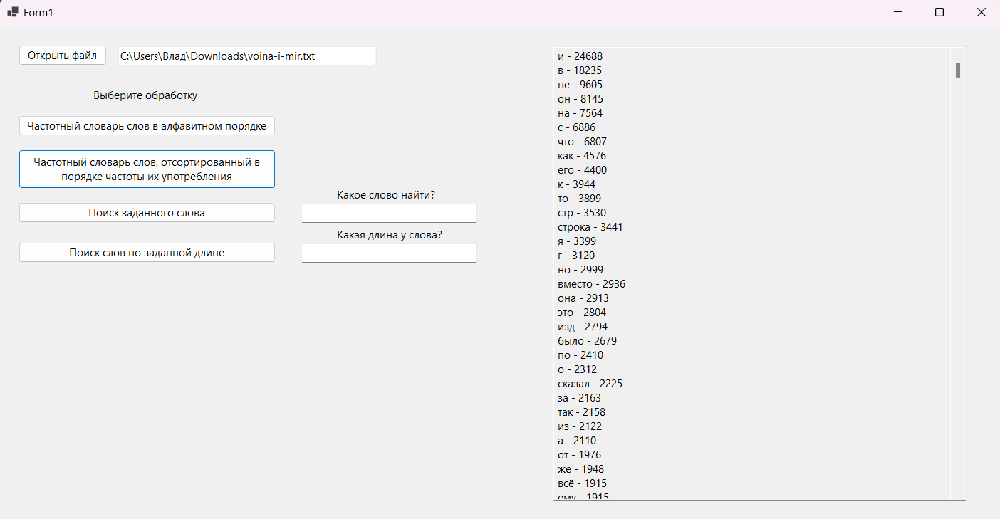 Form1
Открыть файл
C:\Users\Влад\Downloads\voina-i-mir.txt
Выберите обработку
Частотный словарь слов в алфавитном порядке
Частотный словарь слов, отсортированный в
порядке частоты их употребления
Какое слово найти?
Поиск заданного слова
Какая длина у слова?
Поиск слов по заданной длине
и - 24688
в - 18235
не - 9605
он - 8145
на - 7564
с - 6886
что - 6807
как - 4576
его - 4400
к - 3944
то - 3899
стр - 3530
строка - 3441
я - 3399
г - 3120
но - 2999
вместо - 2936
она - 2913
это - 2804
изд - 2794
было - 2679
по - 2410
о - 2312
сказал - 2225
за - 2163
так - 2158
из - 2122
а - 2110
от - 1976
же - 1948
всё - 1915
ему - 1915